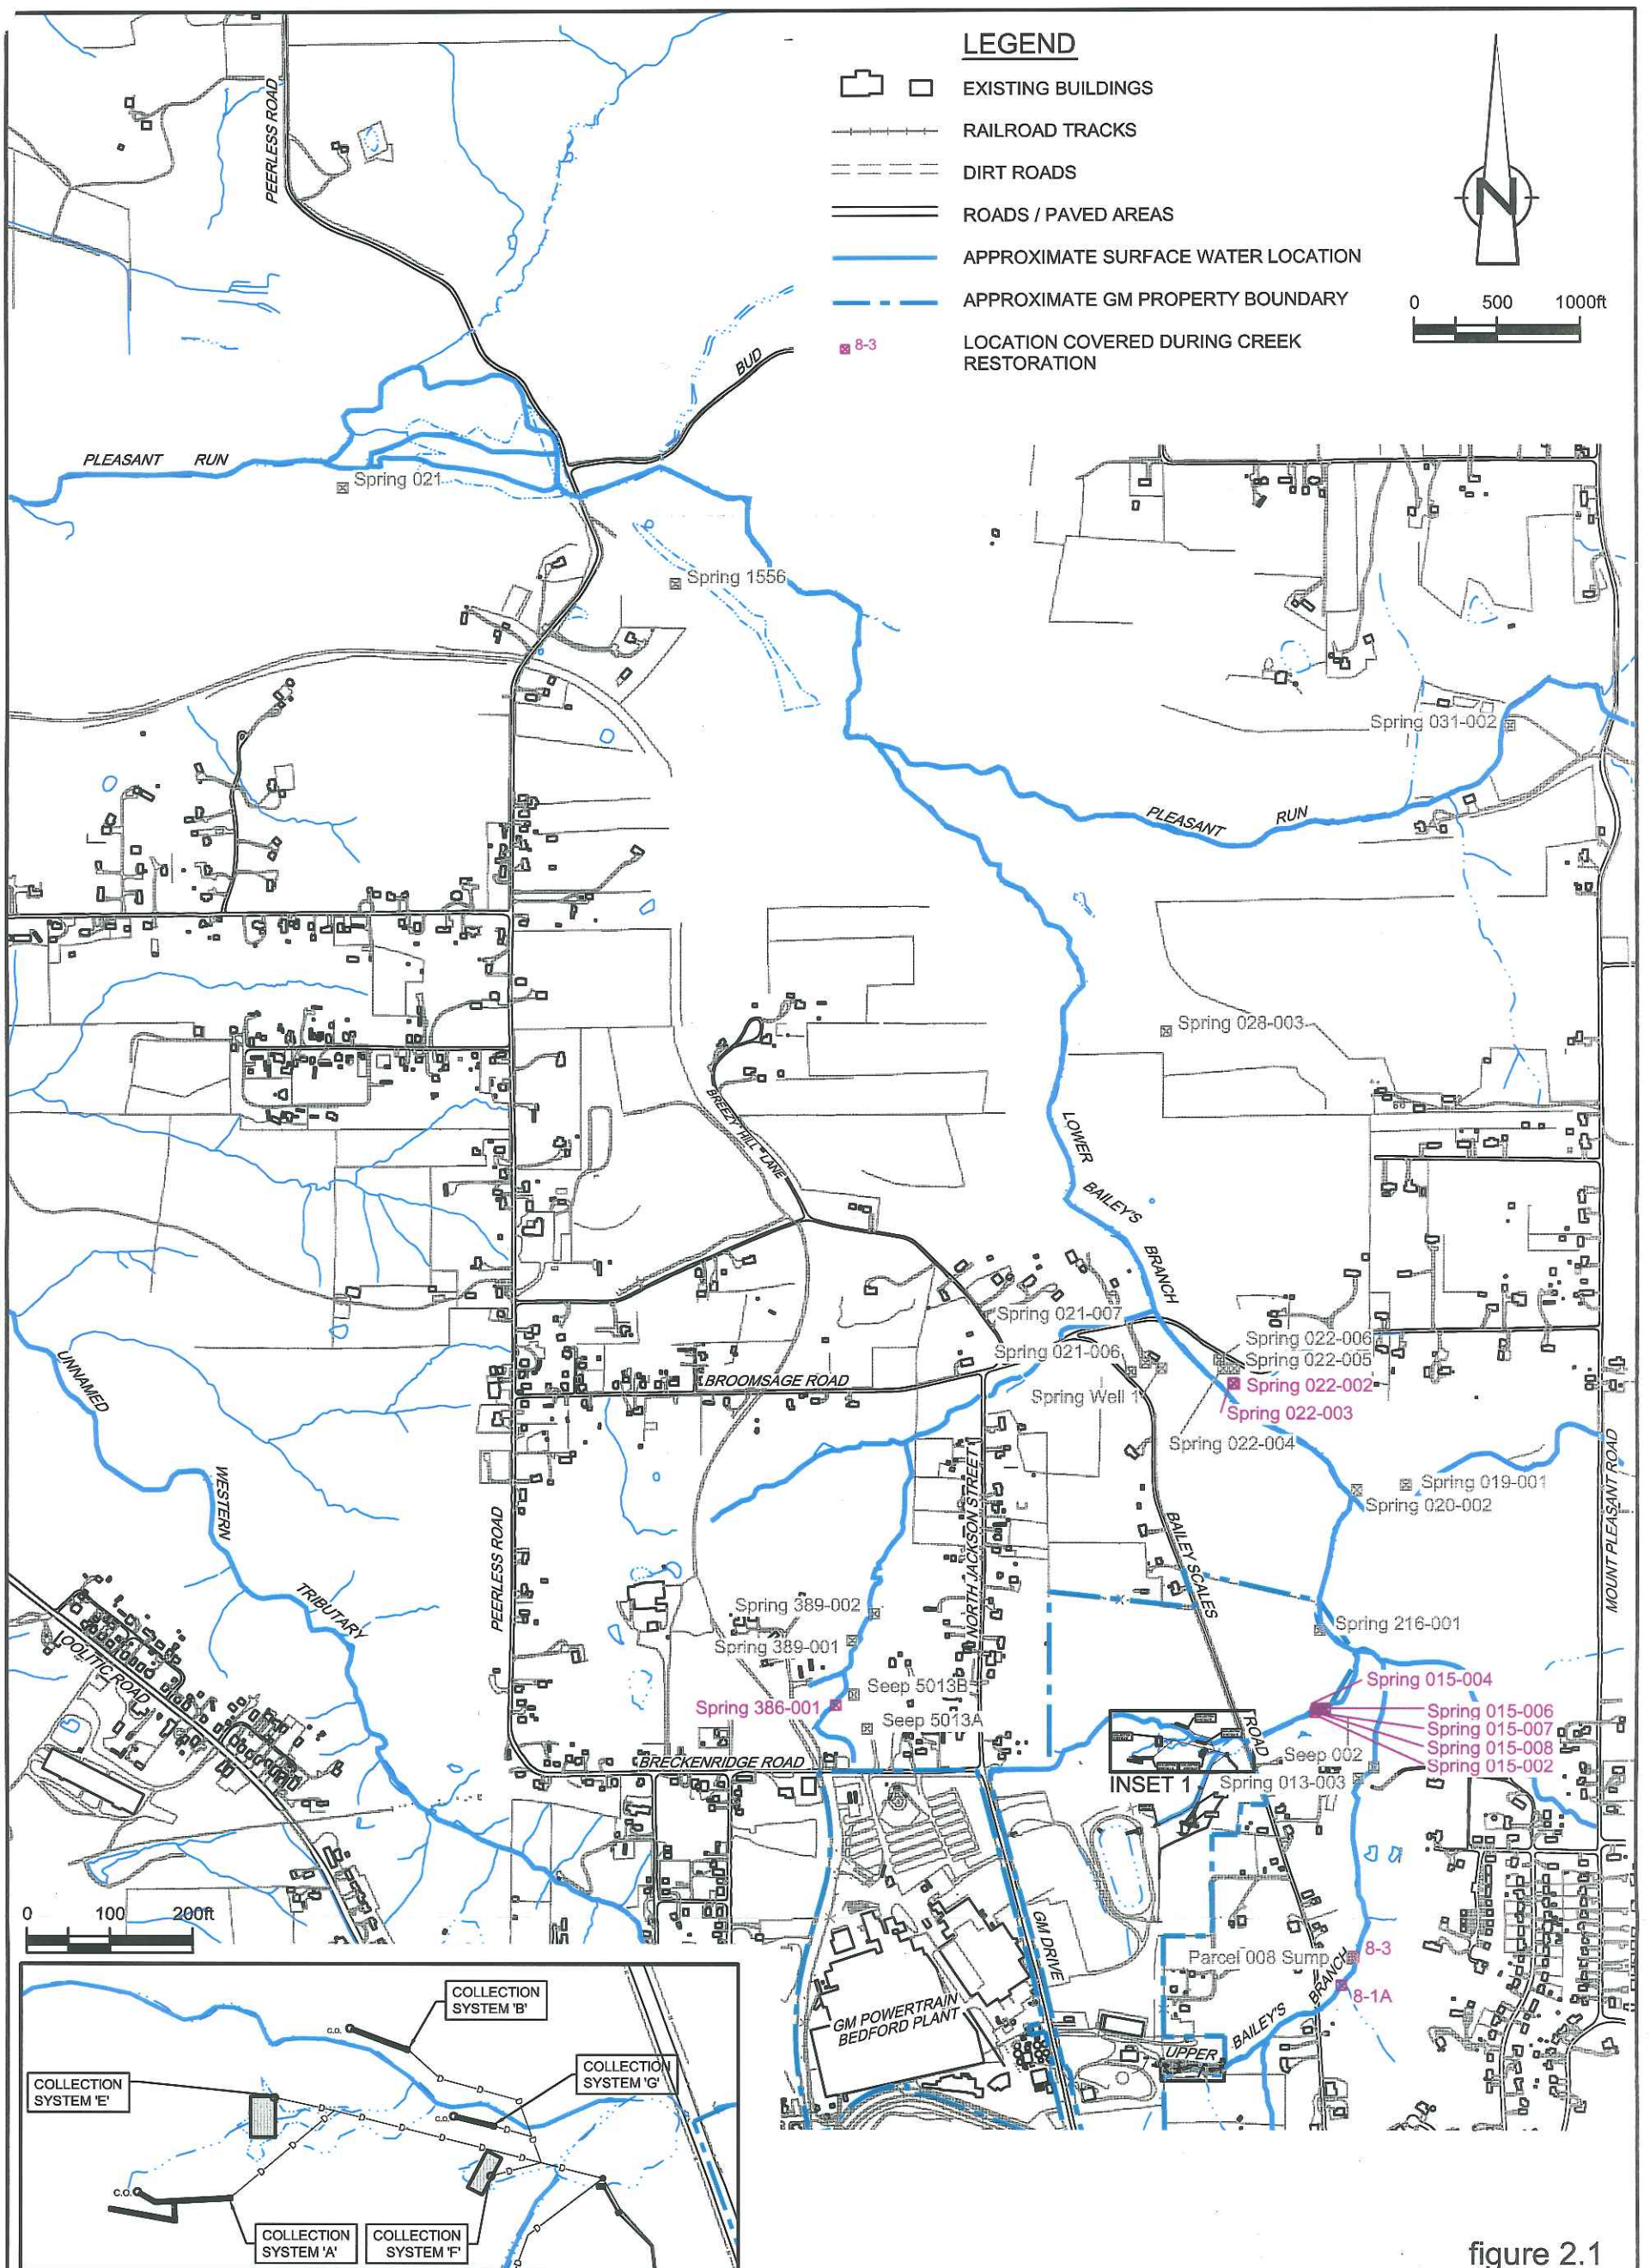 LEGEND
EXISTING BUILDINGS
RAILROAD TRACKS
DIRT ROADS
ROADS / PAVED AREAS
APPROXIMATE SURFACE WATER LOCATION
APPROXIMATE GM PROPERTY BOUNDARY
8-3
LOCATION COVERED DURING CREEK
RESTORATION
N
0 500 1000ft
PEERLESS ROAD
BUD
PLEASANT RUN
Spring 021
Spring 1556
Spring 031-002
PLEASANT RUN
Spring 028-003
BREEZY HILL LANE
LOWER
BAILEY'S
BRANCH
Spring 021-007
Spring 021-006
Spring 022-006
Spring 022-005
Spring 022-002
Spring 022-003
Spring 022-004
Spring Well 1
BROOMSAGE ROAD
UNNAMED
WESTERN
TRIBUTARY
PEERLESS ROAD
NORTH JACKSON STREET
BAILEY SCALES
ROAD
MOUNT PLEASANT ROAD
Spring 019-001
Spring 020-002
Spring 389-002
Spring 389-001
Spring 216-001
Seep 5013B
Spring 386-001
Seep 5013A
Spring 015-004
Spring 015-006
Spring 015-007
Spring 015-008
Spring 015-002
OOLITIC ROAD
BRECKENRIDGE ROAD
INSET 1
Seep 002
Spring 013-003
GM DRIVE
GM POWERTRAIN
BEDFORD PLANT
Parcel 008 Sump
8-3
8-1A
UPPER
BAILEY'S
BRANCH
0 100 200ft
COLLECTION
SYSTEM 'B'
C.O.
COLLECTION
SYSTEM 'G'
C.O.
COLLECTION
SYSTEM 'E'
C.O.
COLLECTION
SYSTEM 'A'
COLLECTION
SYSTEM 'F'
figure 2.1